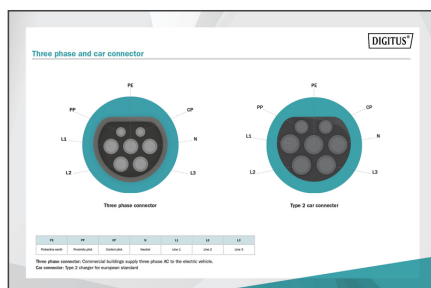 DIGITUS®
Three phase and car connector
PE
PP
CP
L1
N
L2
L3
Three phase connector
PE
PP
CP
L1
N
L2
L3
Type 2 car connector
PE PP CP N L1 L2 L3
Protective earth Proximity pilot Control pilot Neutral Line 1 Line 2 Line 3
Three phase connector: Commercial buildings supply three phase AC to the electric vehicle.
Car connector: Type 2 charger for european standard